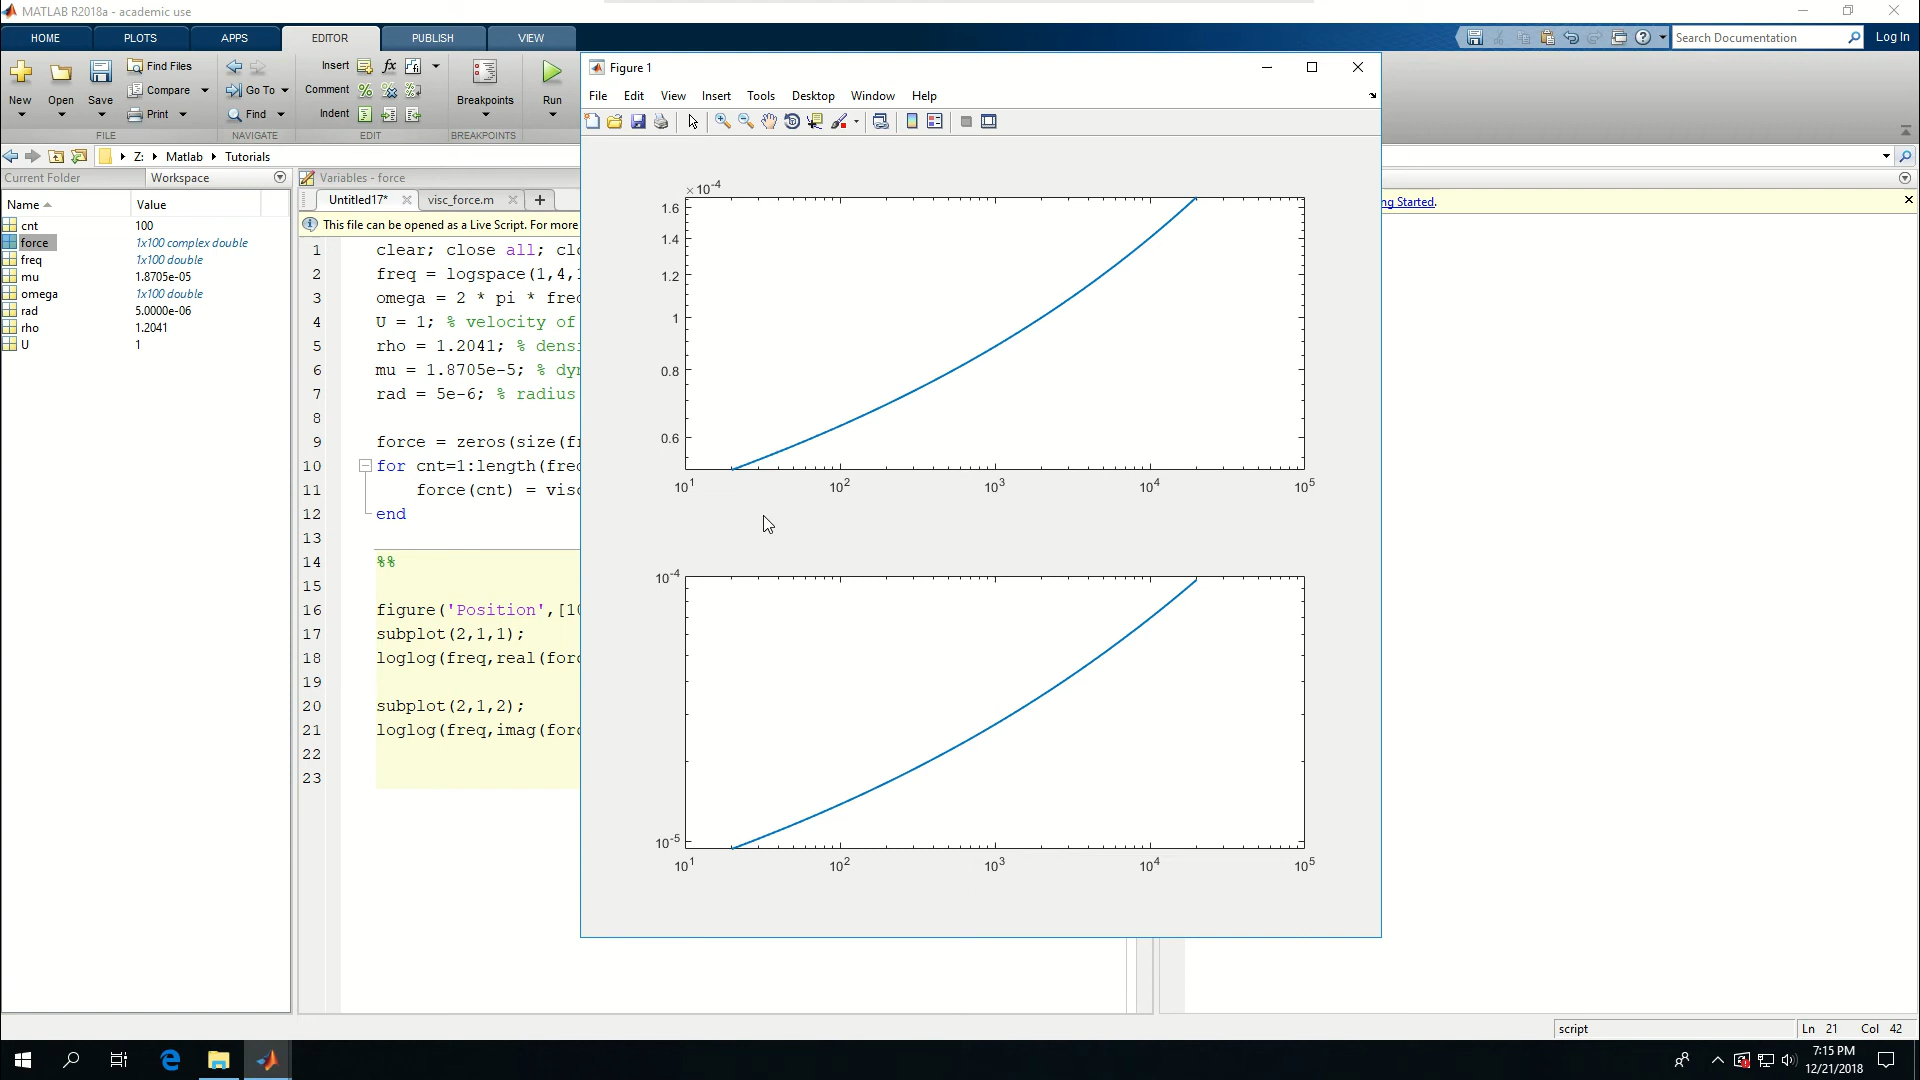 MATLAB R2018a - academic use
HOME PLOTS APPS EDITOR PUBLISH VIEW
Search Documentation
Log In
New Open Save
Find Files
Compare
Print
FILE
Go To
Find
NAVIGATE
Insert
Comment
Indent
EDIT
Breakpoints
BREAKPOINTS
Run
Z: Matlab Tutorials
Current Folder Workspace
Name Value
cnt 100
force 1x100 complex double
freq 1x100 double
mu 1.8705e-05
omega 1x100 double
rad 5.0000e-06
rho 1.2041
U 1
Variables - force
Untitled17* visc_force.m
This file can be opened as a Live Script. For more
1 clear; close all; clo
2 freq = logspace(1,4,1
3 omega = 2 * pi * freq
4 U = 1; % velocity of
5 rho = 1.2041; % densi
6 mu = 1.8705e-5; % dyn
7 rad = 5e-6; % radius
8
9 force = zeros(size(fr
10 for cnt=1:length(freq
11 force(cnt) = visc
12 end
13
14 %%
15
16 figure('Position',[10
17 subplot(2,1,1);
18 loglog(freq,real(forc
19
20 subplot(2,1,2);
21 loglog(freq,imag(forc
22
23
Figure 1
File Edit View Insert Tools Desktop Window Help
×10⁻⁴
1.6
1.4
1.2
1
0.8
0.6
10¹ 10² 10³ 10⁴ 10⁵
10⁻⁴
10⁻⁵
10¹ 10² 10³ 10⁴ 10⁵
ng Started.
script
Ln 21 Col 42
7:15 PM
12/21/2018